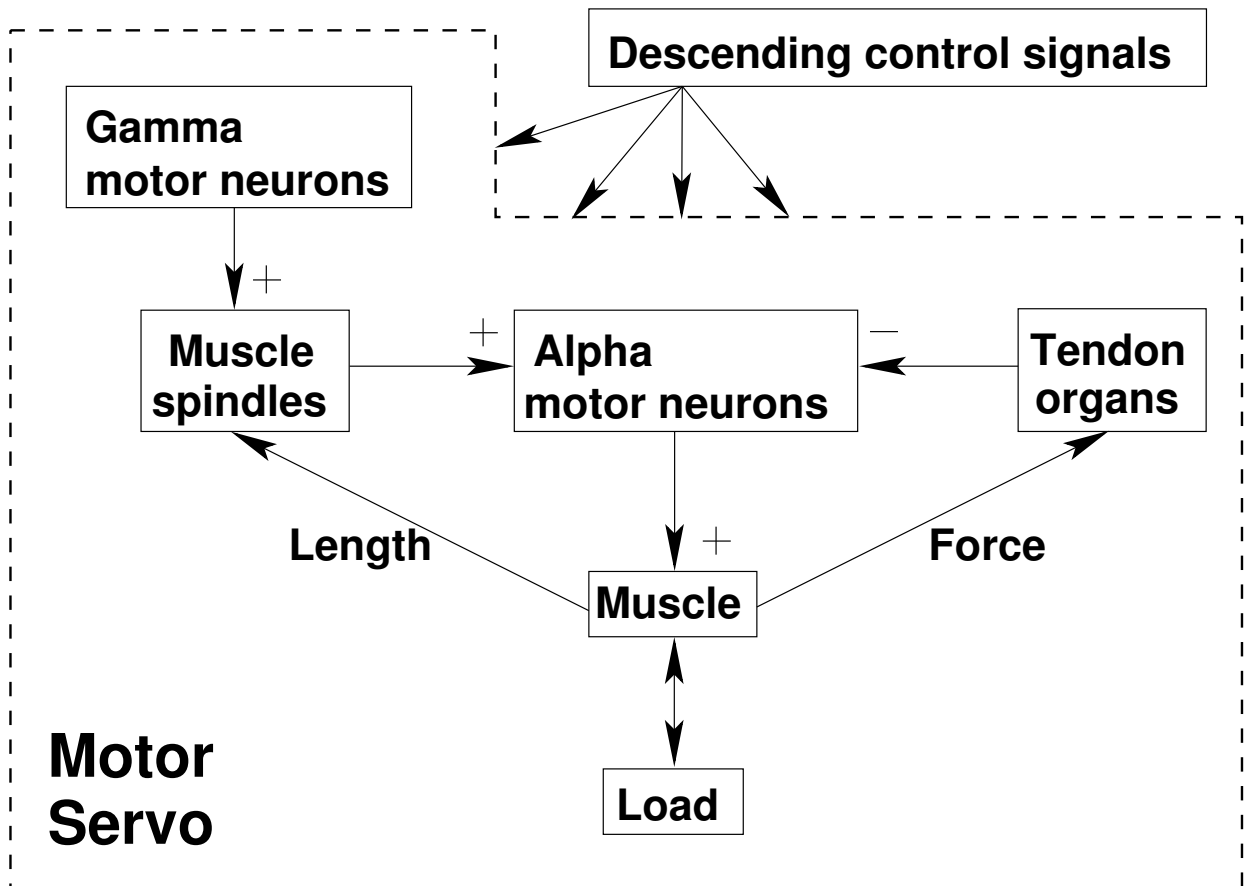 Descending control signals
Gamma
motor neurons
+
Muscle
spindles
+
Alpha
motor neurons
−
Tendon
organs
Length
+
Force
Muscle
Motor
Servo
Load